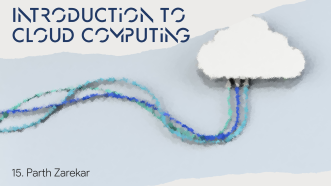 INTRODUCTION TO
CLOUD COMPUTING
15. Parth Zarekar